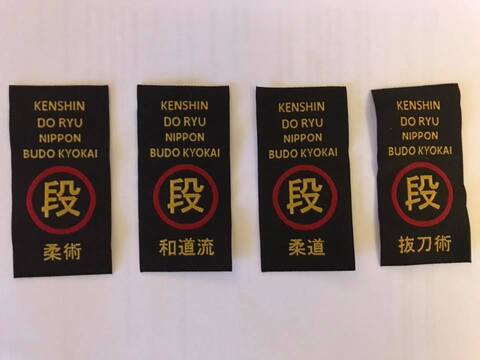 KENSHIN
DO RYU
NIPPON
BUDO KYOKAI
段
柔術
KENSHIN
DO RYU
NIPPON
BUDO KYOKAI
段
和道流
KENSHIN
DO RYU
NIPPON
BUDO KYOKAI
段
柔道
KENSHIN
DO RYU
NIPPON
BUDO KYOKAI
段
抜刀術